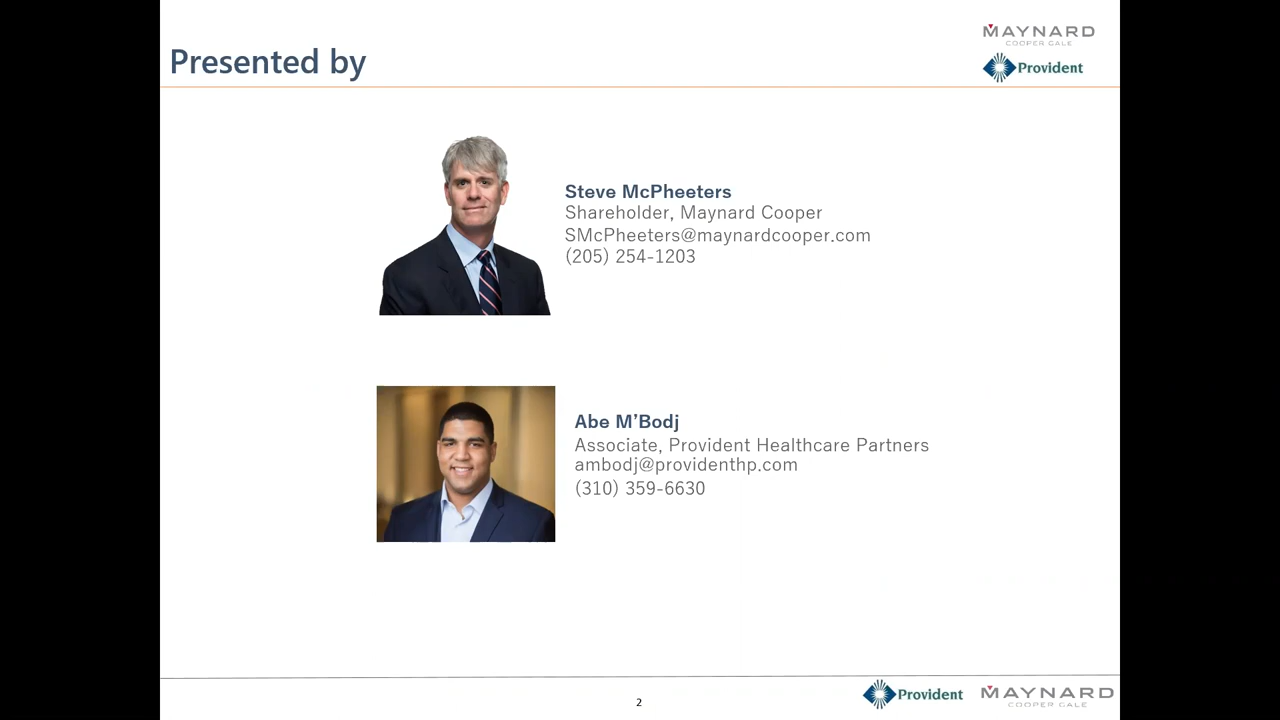 Presented by
MAYNARD
COOPER GALE
Provident
Steve McPheeters
Shareholder, Maynard Cooper
SMcPheeters@maynardcooper.com
(205) 254-1203
Abe M’Bodj
Associate, Provident Healthcare Partners
ambodj@providenthp.com
(310) 359-6630
2
Provident
MAYNARD
COOPER GALE